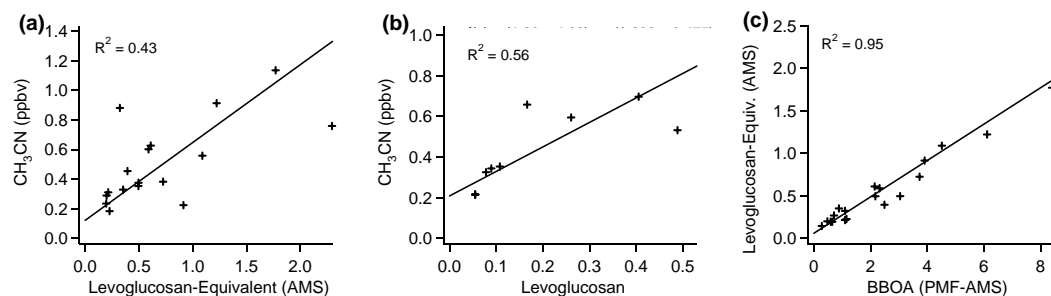 (a)
R² = 0.43
CH₃CN (ppbv)
1.4
1.2
1.0
0.8
0.6
0.4
0.2
0.0
0.0 0.5 1.0 1.5 2.0
Levoglucosan-Equivalent (AMS)
(b)
R² = 0.56
CH₃CN (ppbv)
1.0
0.8
0.6
0.4
0.2
0.0
0.0 0.1 0.2 0.3 0.4 0.5
Levoglucosan
(c)
R² = 0.95
Levoglucosan-Equiv. (AMS)
2.5
2.0
1.5
1.0
0.5
0.0
0 2 4 6 8
BBOA (PMF-AMS)